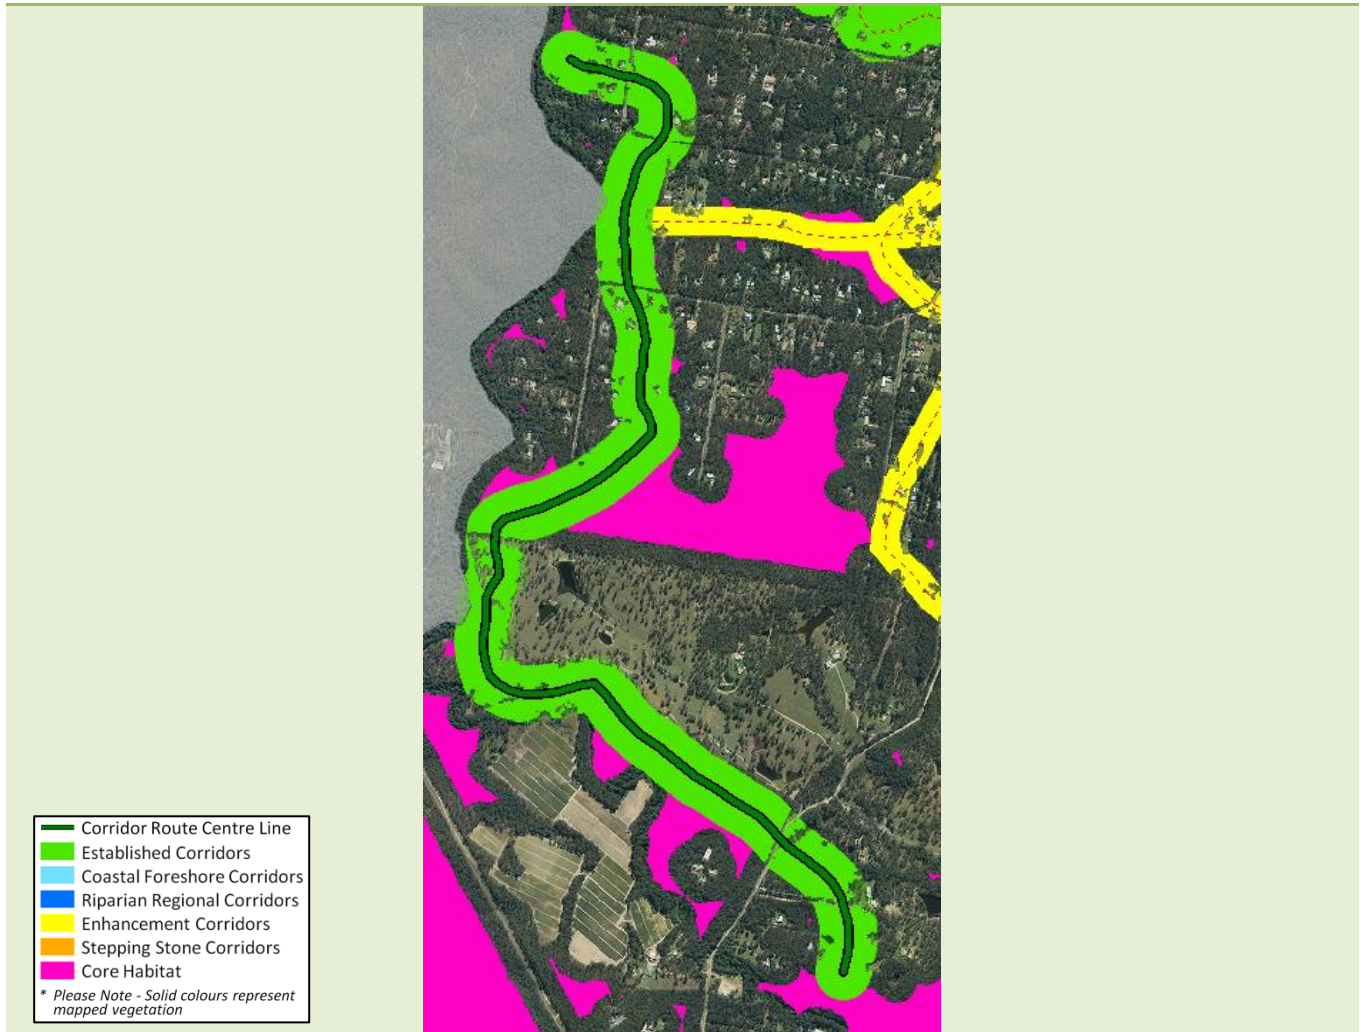 Corridor Route Centre Line
Established Corridors
Coastal Foreshore Corridors
Riparian Regional Corridors
Enhancement Corridors
Stepping Stone Corridors
Core Habitat
* Please Note - Solid colours represent
mapped vegetation